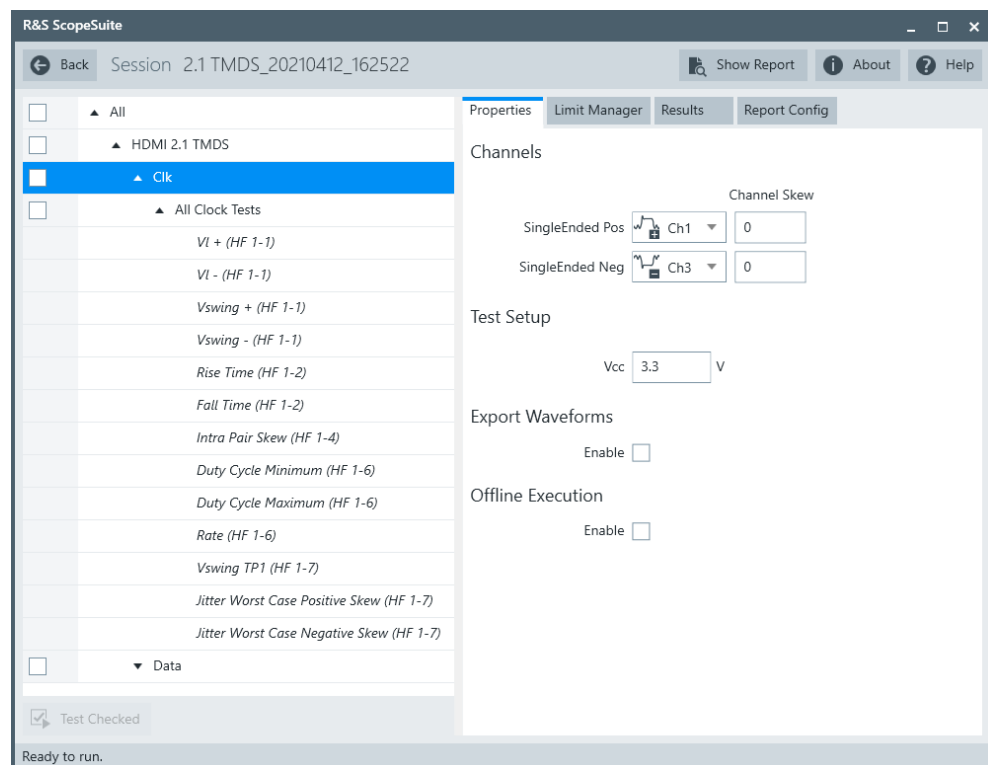 R&S ScopeSuite
Back Session 2.1 TMDS_20210412_162522 Show Report About Help
All
HDMI 2.1 TMDS
Clk
All Clock Tests
Vl + (HF 1-1)
Vl - (HF 1-1)
Vswing + (HF 1-1)
Vswing - (HF 1-1)
Rise Time (HF 1-2)
Fall Time (HF 1-2)
Intra Pair Skew (HF 1-4)
Duty Cycle Minimum (HF 1-6)
Duty Cycle Maximum (HF 1-6)
Rate (HF 1-6)
Vswing TP1 (HF 1-7)
Jitter Worst Case Positive Skew (HF 1-7)
Jitter Worst Case Negative Skew (HF 1-7)
Data
Test Checked
Properties Limit Manager Results Report Config
Channels
Channel Skew
SingleEnded Pos Ch1 0
SingleEnded Neg Ch3 0
Test Setup
Vcc 3.3 V
Export Waveforms
Enable
Offline Execution
Enable
Ready to run.